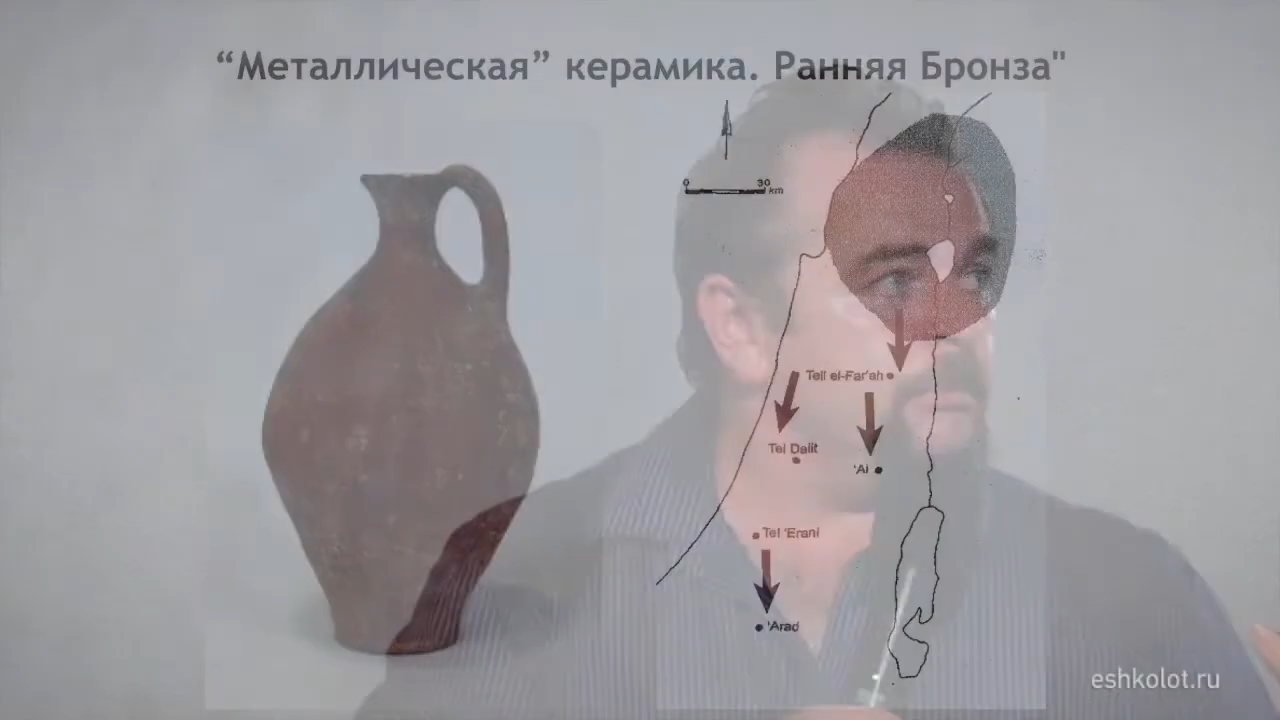 “Металлическая” керамика. Ранняя Бронза"
0 30 km
Tell el-Far'ah
Tel Dalit
'Ai
Tel 'Erani
'Arad
eshkolot.ru